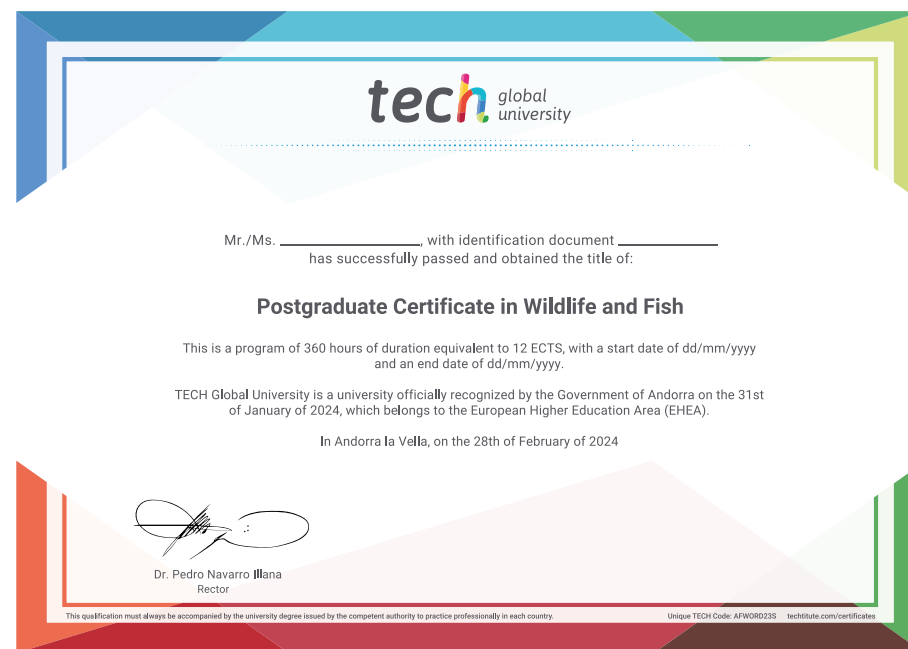 tech global university
Mr./Ms. ____________, with identification document ____________
has successfully passed and obtained the title of:
Postgraduate Certificate in Wildlife and Fish
This is a program of 360 hours of duration equivalent to 12 ECTS, with a start date of dd/mm/yyyy
and an end date of dd/mm/yyyy.
TECH Global University is a university officially recognized by the Government of Andorra on the 31st
of January of 2024, which belongs to the European Higher Education Area (EHEA).
In Andorra la Vella, on the 28th of February of 2024
Dr. Pedro Navarro Illana
Rector
This qualification must always be accompanied by the university degree issued by the competent authority to practice professionally in each country. Unique TECH Code: AFWORD23S techtitute.com/certificates